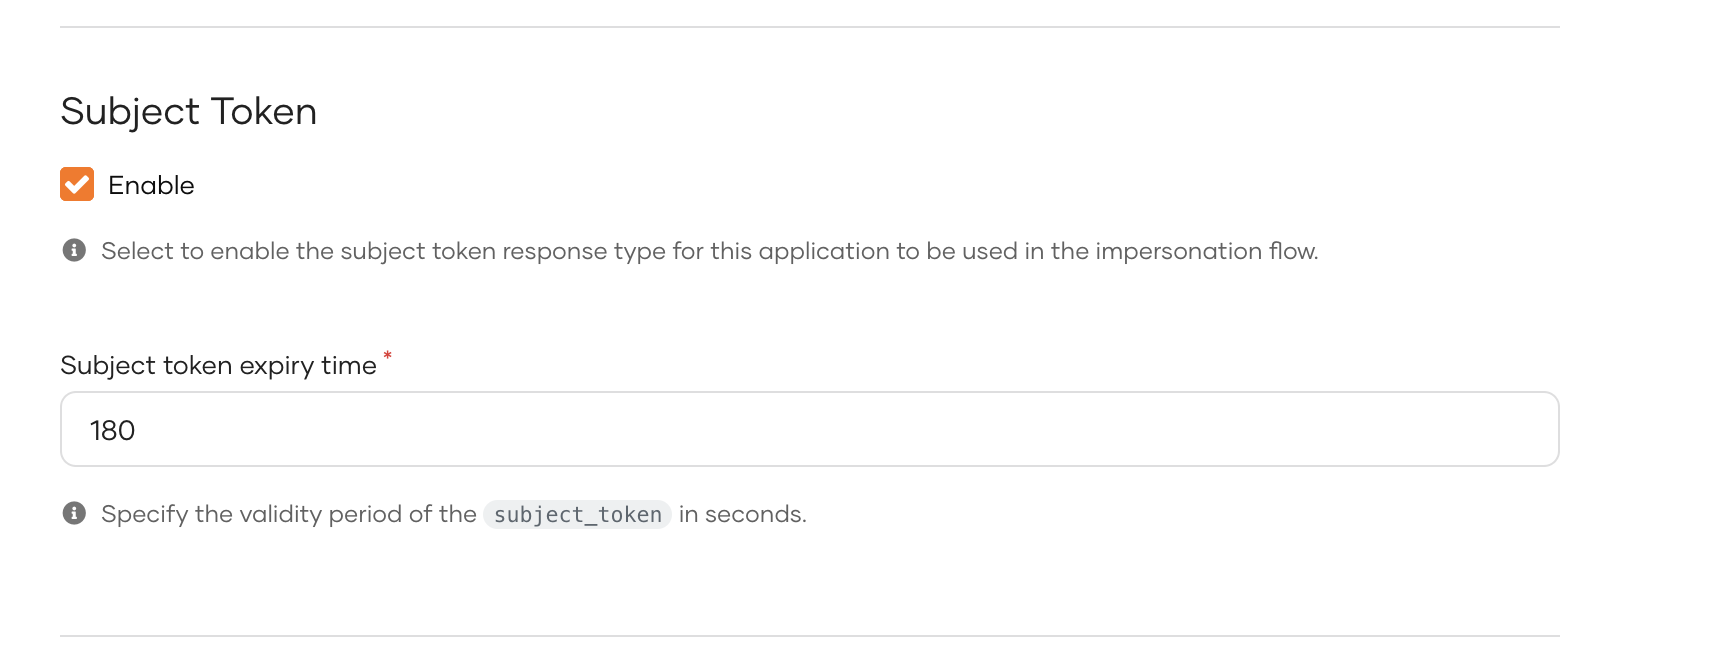 Subject Token
Enable
Select to enable the subject token response type for this application to be used in the impersonation flow.
Subject token expiry time *
180
Specify the validity period of the subject_token in seconds.